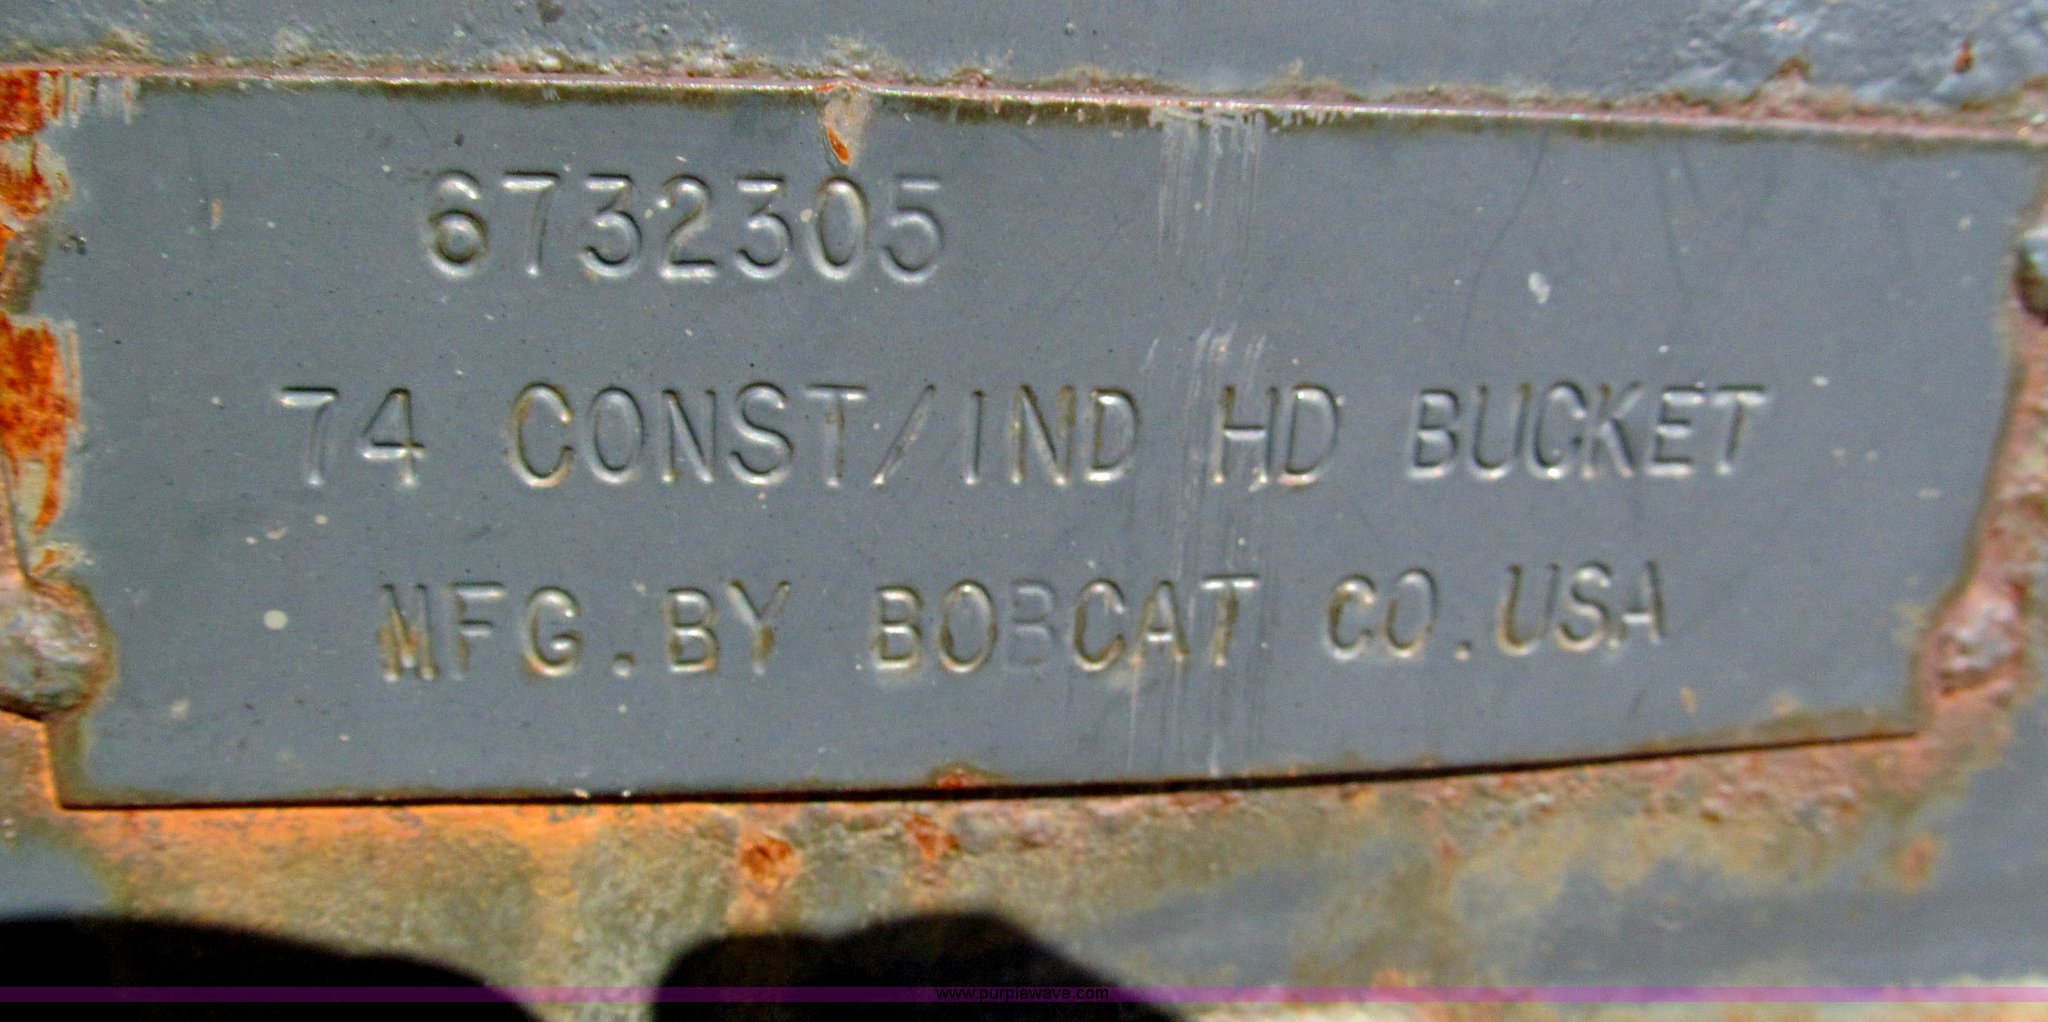 6732305
74 CONST/IND HD BUCKET
MFG.BY BOBCAT CO.USA
www.purplewave.com